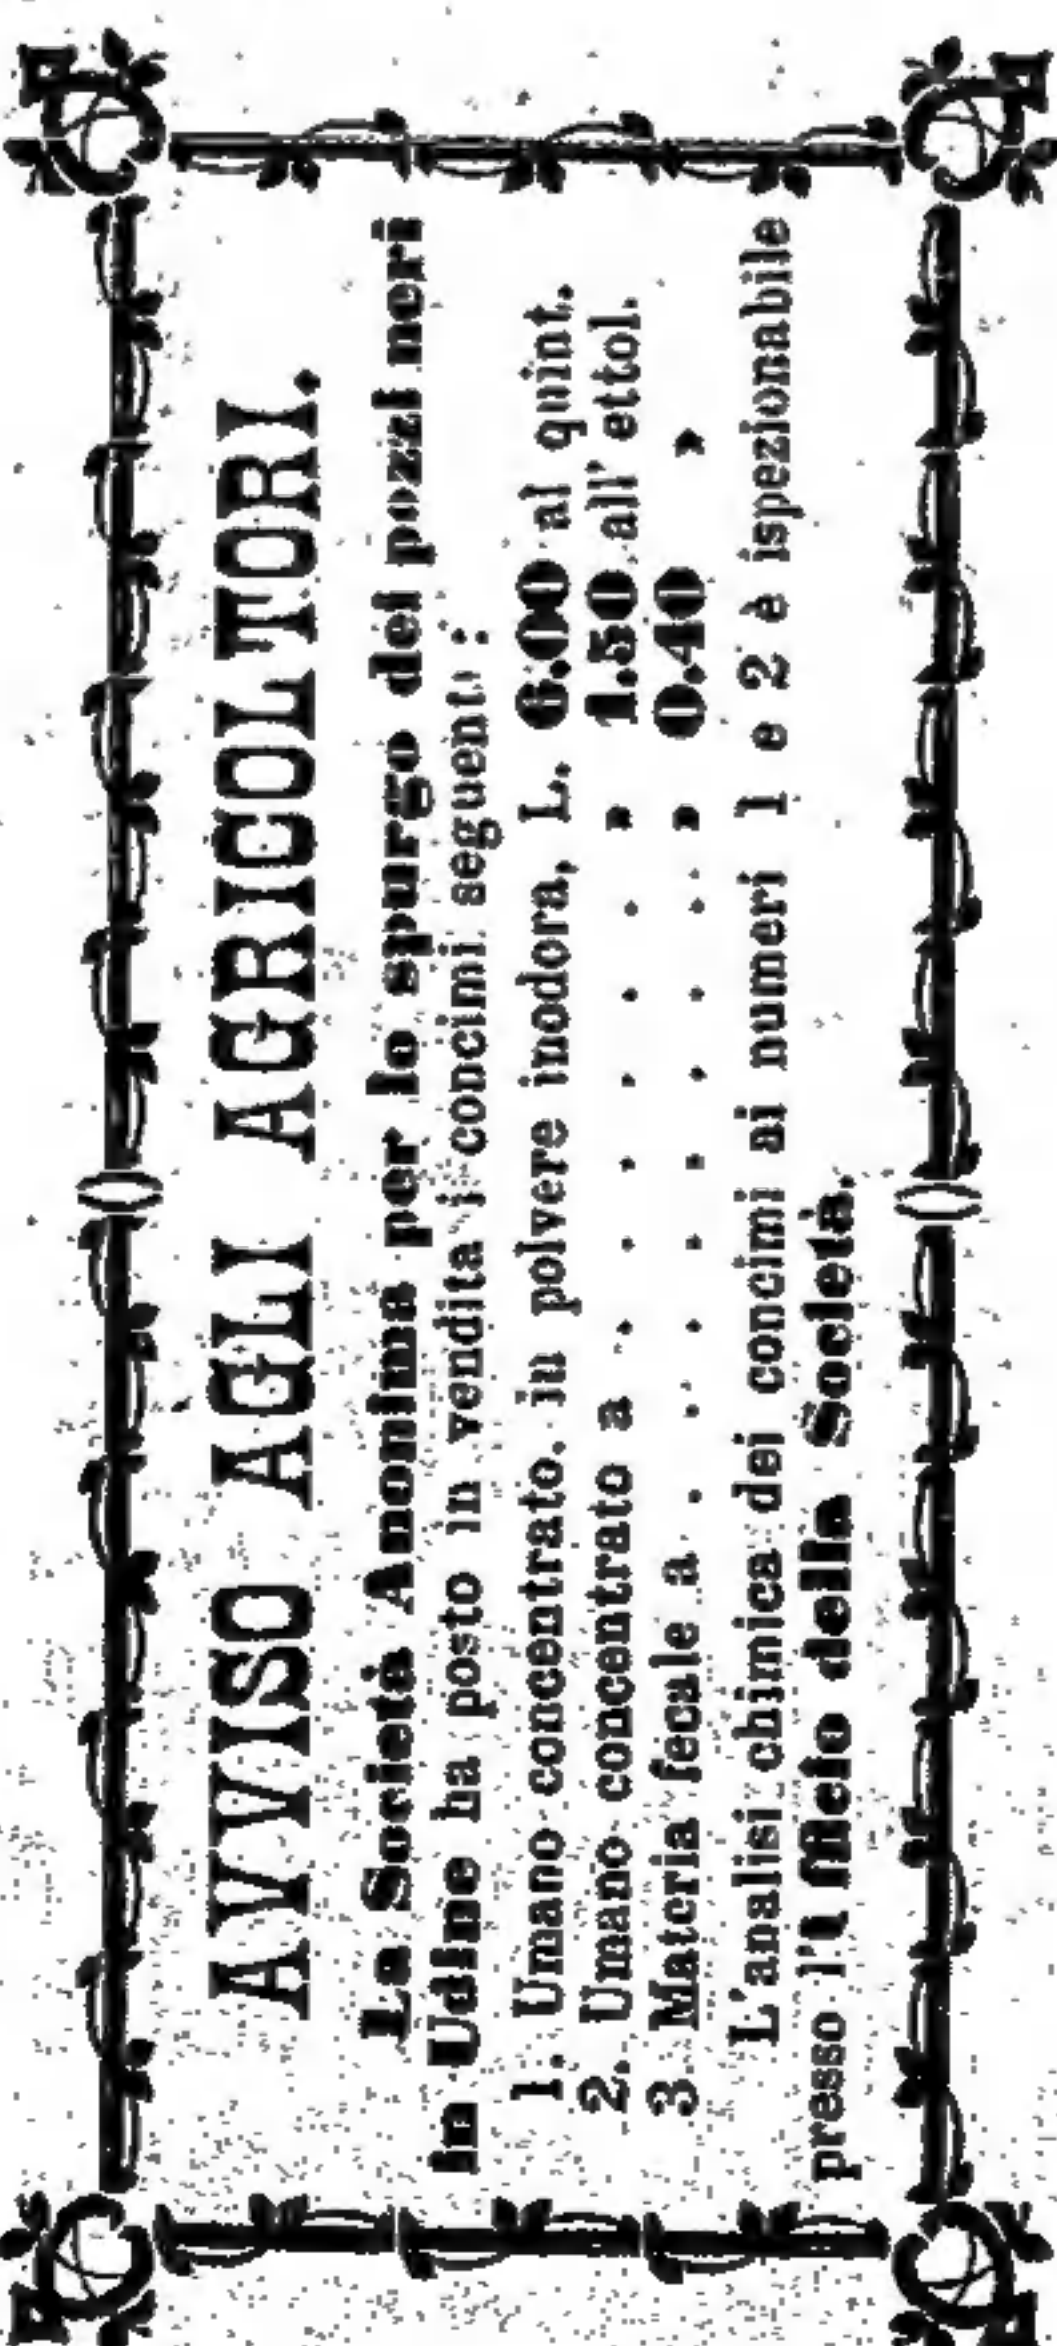 AVVISO AGLI AGRICOLTORI.
La Società Anonima per lo spurgo dei pozzi neri
in Udine ha posto in vendita i concimi seguenti:
1. Umano concentrato. in polvere inodora, L. 6.00 al quint.
2. Umano concentrato a . . . . . . » 1.50 all' ettol.
3. Materia fecale a . . . . . . . . » 0.40 »
L'analisi chimica dei concimi ai numeri 1 e 2 è ispezionabile
presso l'Ufficio della Società.